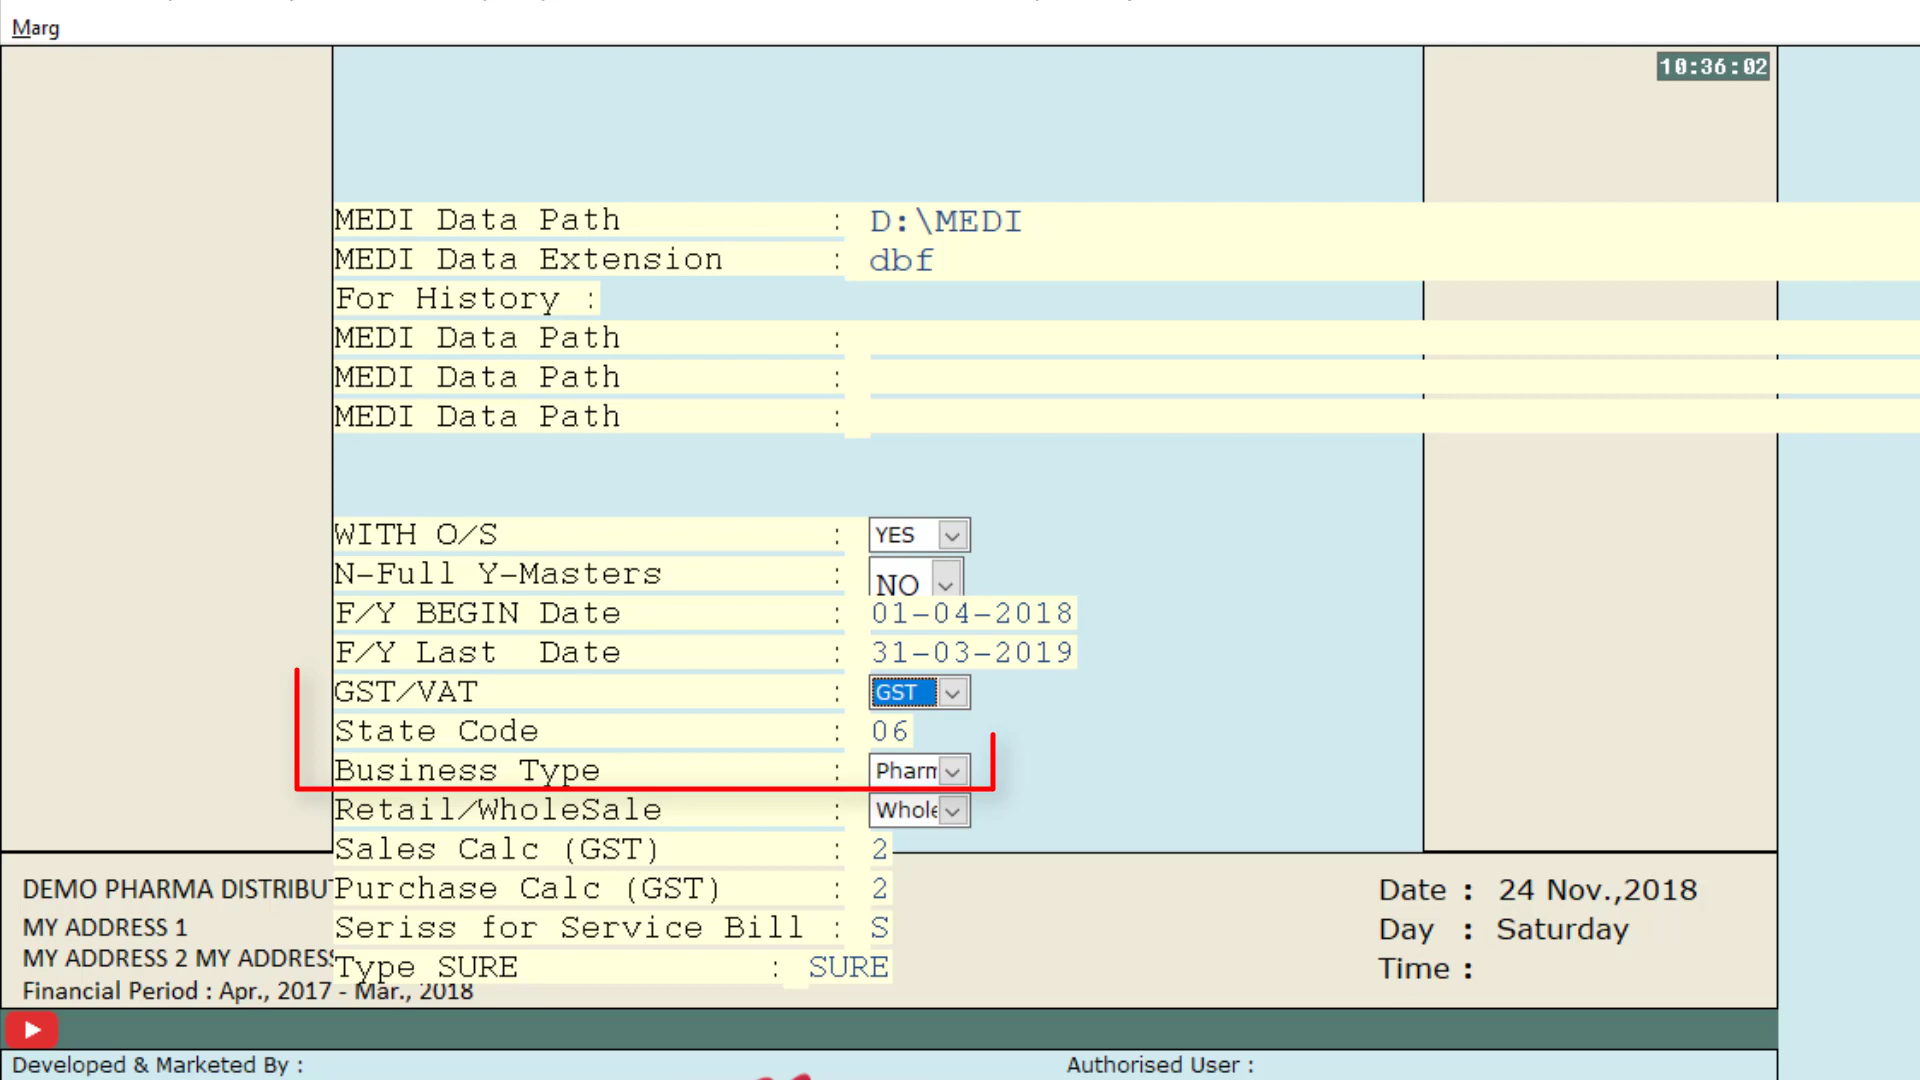 Marg
10:36:02
MEDI Data Path : D:\MEDI
MEDI Data Extension : dbf
For History :
MEDI Data Path :
MEDI Data Path :
MEDI Data Path :
WITH O/S : YES
N-Full Y-Masters : NO
F/Y BEGIN Date : 01-04-2018
F/Y Last Date : 31-03-2019
GST/VAT : GST
State Code : 06
Business Type : Pharm
Retail/WholeSale : Whole
Sales Calc (GST) : 2
DEMO PHARMA DISTRIBUT
Purchase Calc (GST) : 2
Date : 24 Nov.,2018
MY ADDRESS 1
Seriss for Service Bill : S
Day : Saturday
MY ADDRESS 2 MY ADDRESS
Type SURE : SURE
Time :
Financial Period : Apr., 2017 - Mar., 2018
Developed & Marketed By :
Authorised User :